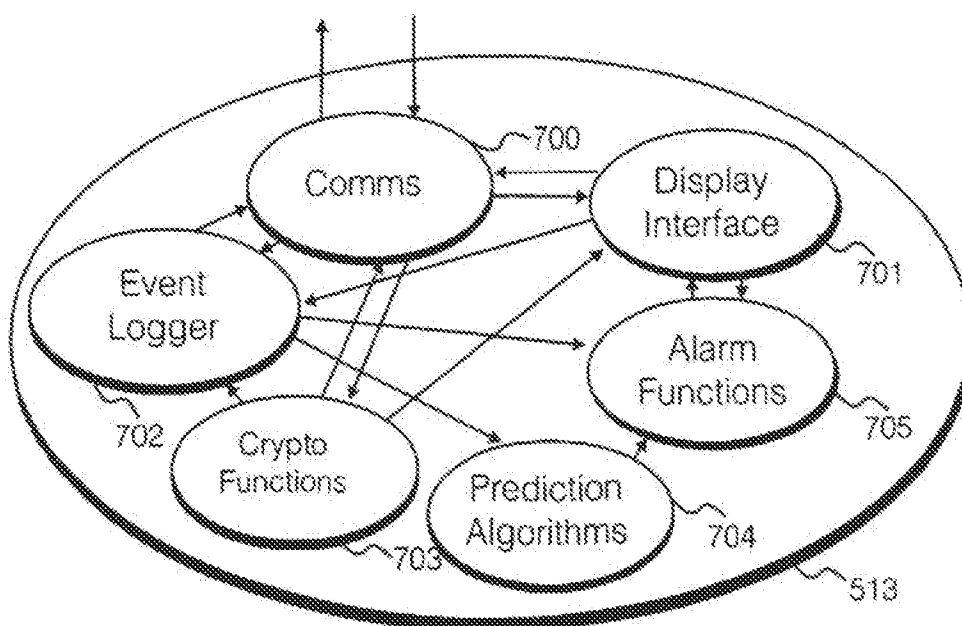 700
Comms
Display
Interface
701
Event
Logger
702
Alarm
Functions
705
Crypto
Functions
703
Prediction
Algorithms
704
513